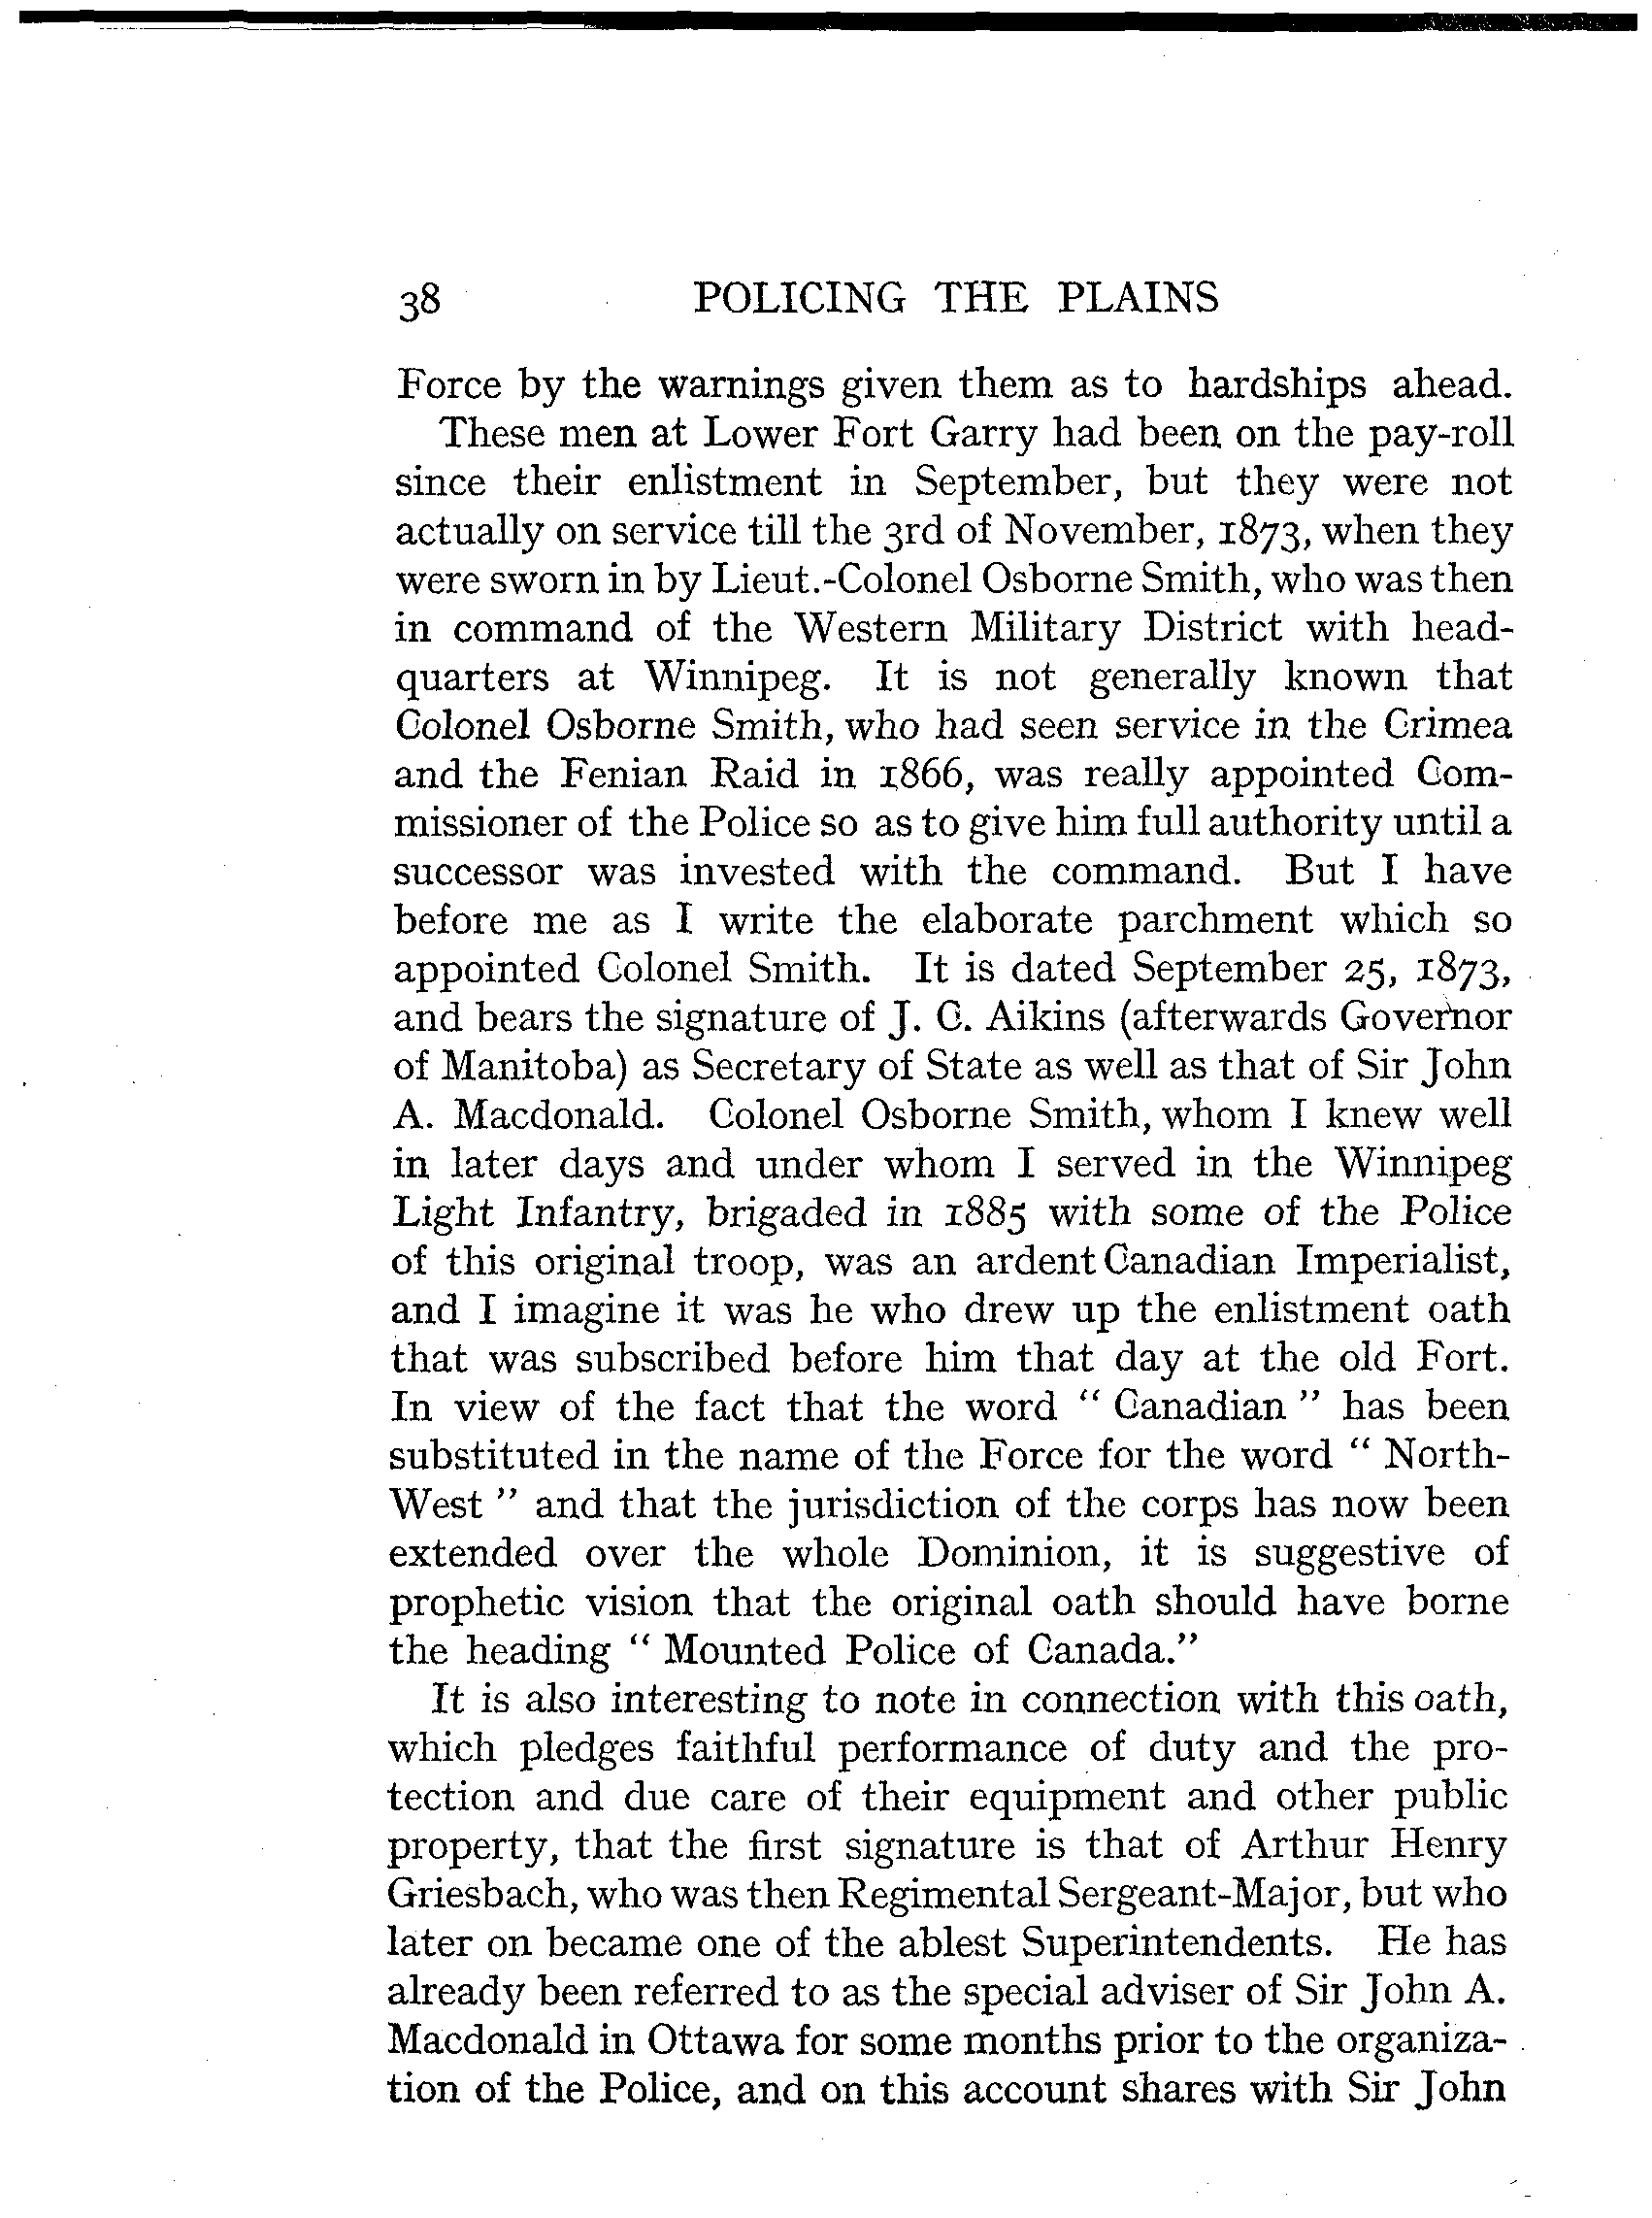 38 POLICING THE PLAINS
Force by the warnings given them as to hardships ahead.
These men at Lower Fort Garry had been on the pay-roll
since their enlistment in September, but they were not
actually on service till the 3rd of November, 1873, when they
were sworn in by Lieut.-Colonel Osborne Smith, who was then
in command of the Western Military District with head-
quarters at Winnipeg. It is not generally known that
Colonel Osborne Smith, who had seen service in the Crimea
and the Fenian Raid in 1866, was really appointed Com-
missioner of the Police so as to give him full authority until a
successor was invested with the command. But I have
before me as I write the elaborate parchment which so
appointed Colonel Smith. It is dated September 25, 1873,
and bears the signature of J. C. Aikins (afterwards Governor
of Manitoba) as Secretary of State as well as that of Sir John
A. Macdonald. Colonel Osborne Smith, whom I knew well
in later days and under whom I served in the Winnipeg
Light Infantry, brigaded in 1885 with some of the Police
of this original troop, was an ardent Canadian Imperialist,
and I imagine it was he who drew up the enlistment oath
that was subscribed before him that day at the old Fort.
In view of the fact that the word " Canadian " has been
substituted in the name of the Force for the word " North-
West " and that the jurisdiction of the corps has now been
extended over the whole Dominion, it is suggestive of
prophetic vision that the original oath should have borne
the heading " Mounted Police of Canada."
It is also interesting to note in connection with this oath,
which pledges faithful performance of duty and the pro-
tection and due care of their equipment and other public
property, that the first signature is that of Arthur Henry
Griesbach, who was then Regimental Sergeant-Major, but who
later on became one of the ablest Superintendents. He has
already been referred to as the special adviser of Sir John A.
Macdonald in Ottawa for some months prior to the organiza-
tion of the Police, and on this account shares with Sir John